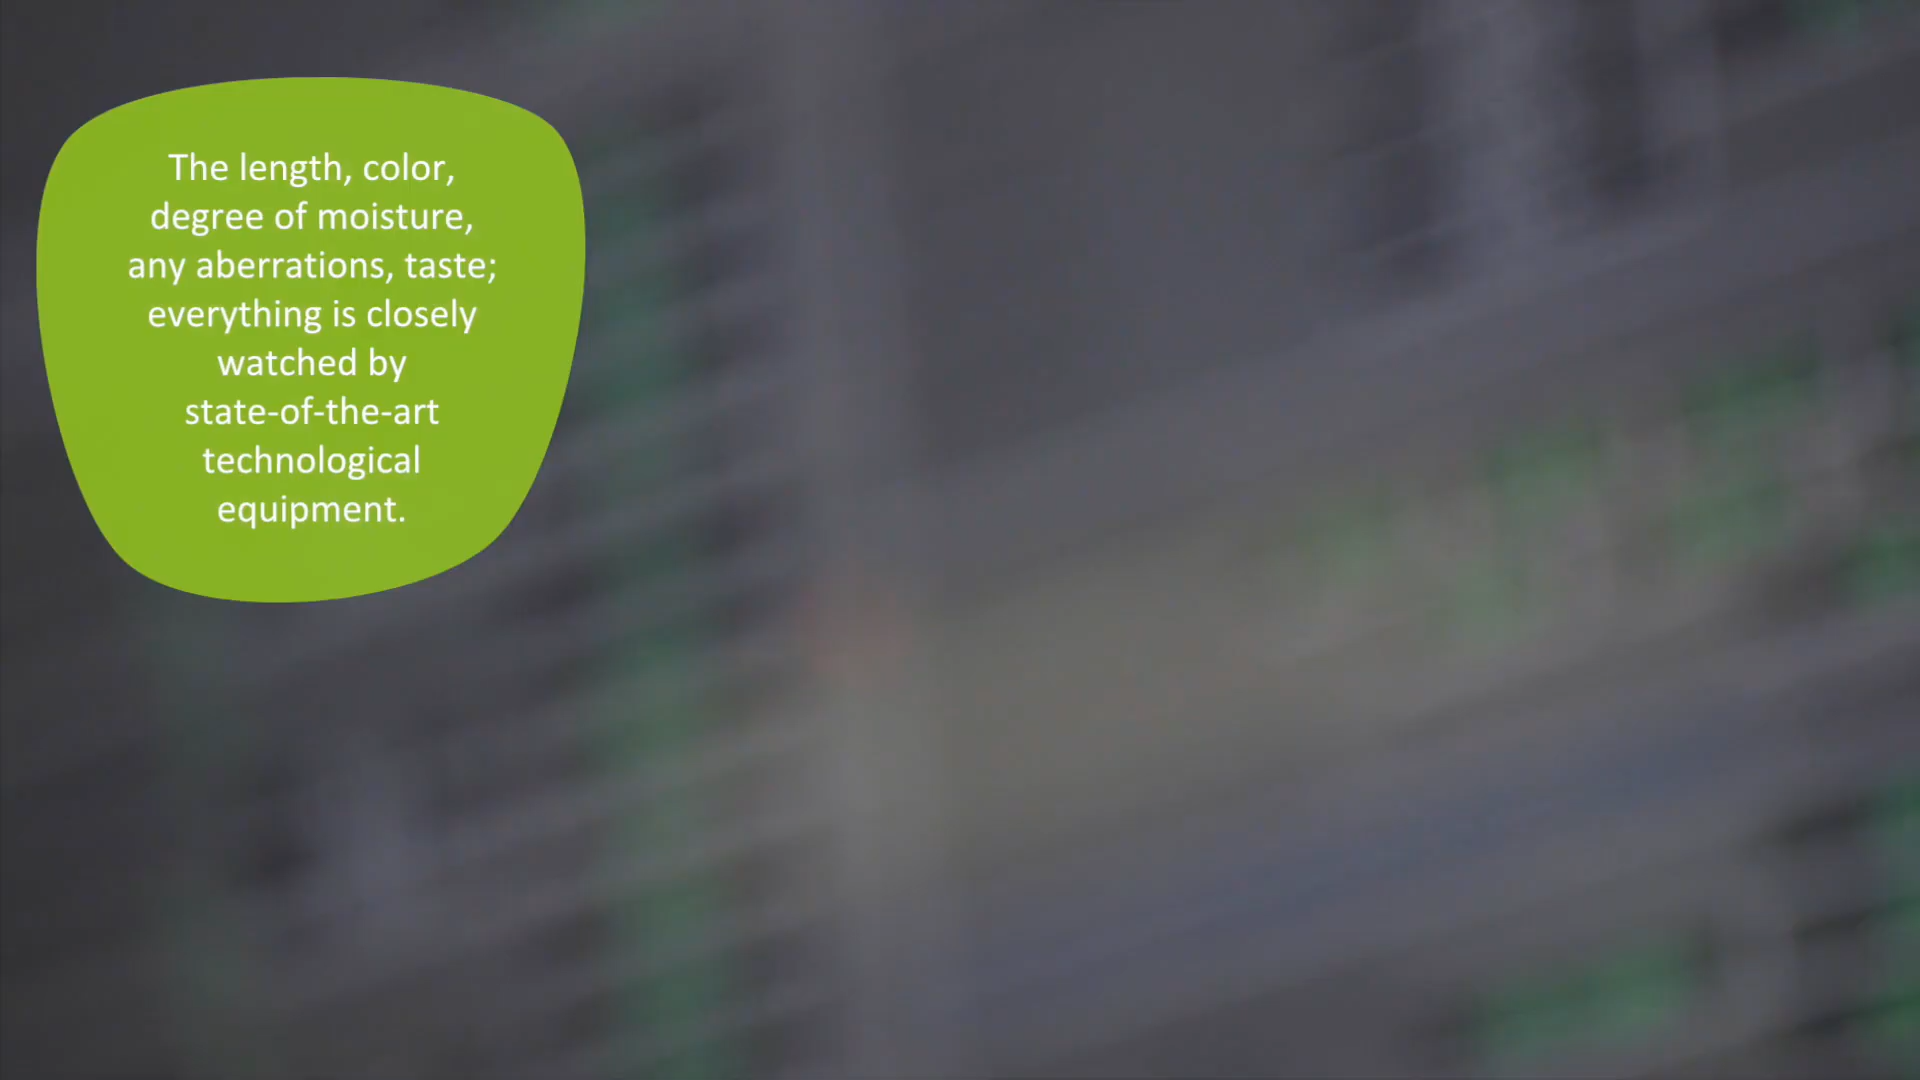 The length, color,
degree of moisture,
any aberrations, taste;
everything is closely
watched by
state-of-the-art
technological
equipment.